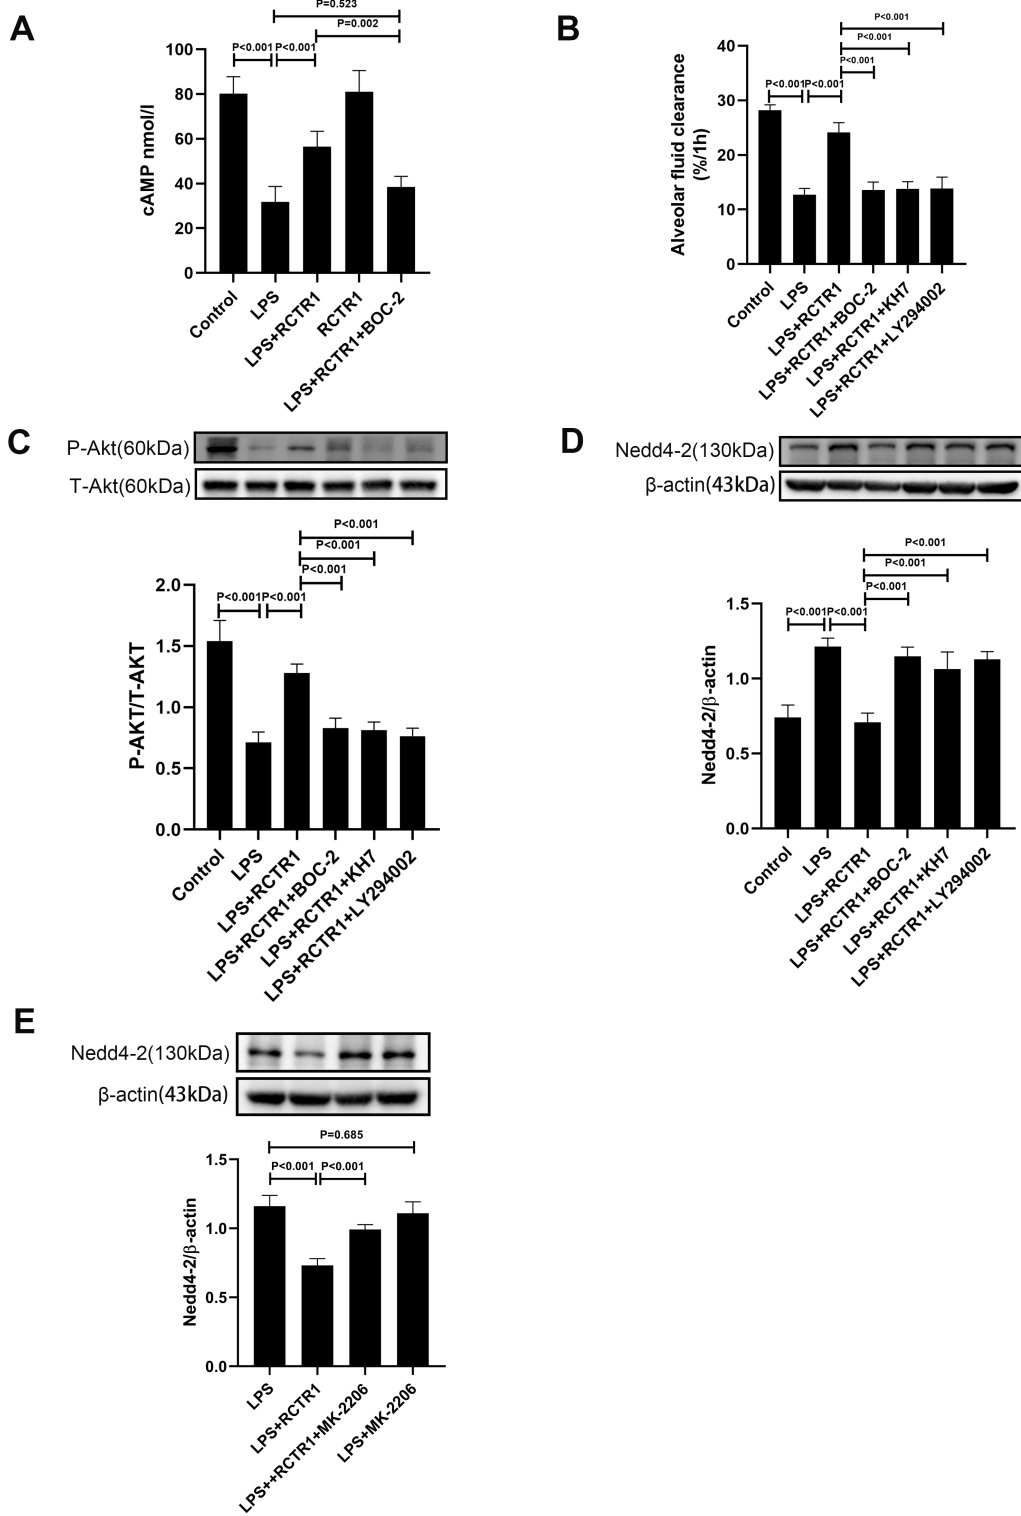 A
P=0.523
P=0.002
P<0.001
P<0.001
100
80
60
40
20
0
cAMP nmol/l
Control
LPS
LPS+RCTR1
RCTR1
LPS+RCTR1+BOC-2
B
P<0.001
P<0.001
P<0.001
P<0.001
P<0.001
40
30
20
10
0
Alveolar fluid clearance
(%/1h)
Control
LPS
LPS+RCTR1
LPS+RCTR1+BOC-2
LPS+RCTR1+KH7
LPS+RCTR1+LY294002
C
P-Akt(60kDa)
T-Akt(60kDa)
P<0.001
P<0.001
P<0.001
P<0.001
P<0.001
2.0
1.5
1.0
0.5
0.0
P-AKT/T-AKT
Control
LPS
LPS+RCTR1
LPS+RCTR1+BOC-2
LPS+RCTR1+KH7
LPS+RCTR1+LY294002
D
Nedd4-2(130kDa)
β-actin(43kDa)
P<0.001
P<0.001
P<0.001
P<0.001
P<0.001
1.5
1.0
0.5
0.0
Nedd4-2/β-actin
Control
LPS
LPS+RCTR1
LPS+RCTR1+BOC-2
LPS+RCTR1+KH7
LPS+RCTR1+LY294002
E
Nedd4-2(130kDa)
β-actin(43kDa)
P=0.685
P<0.001
P<0.001
1.5
1.0
0.5
0.0
Nedd4-2/β-actin
LPS
LPS+RCTR1
LPS++RCTR1+MK-2206
LPS+MK-2206